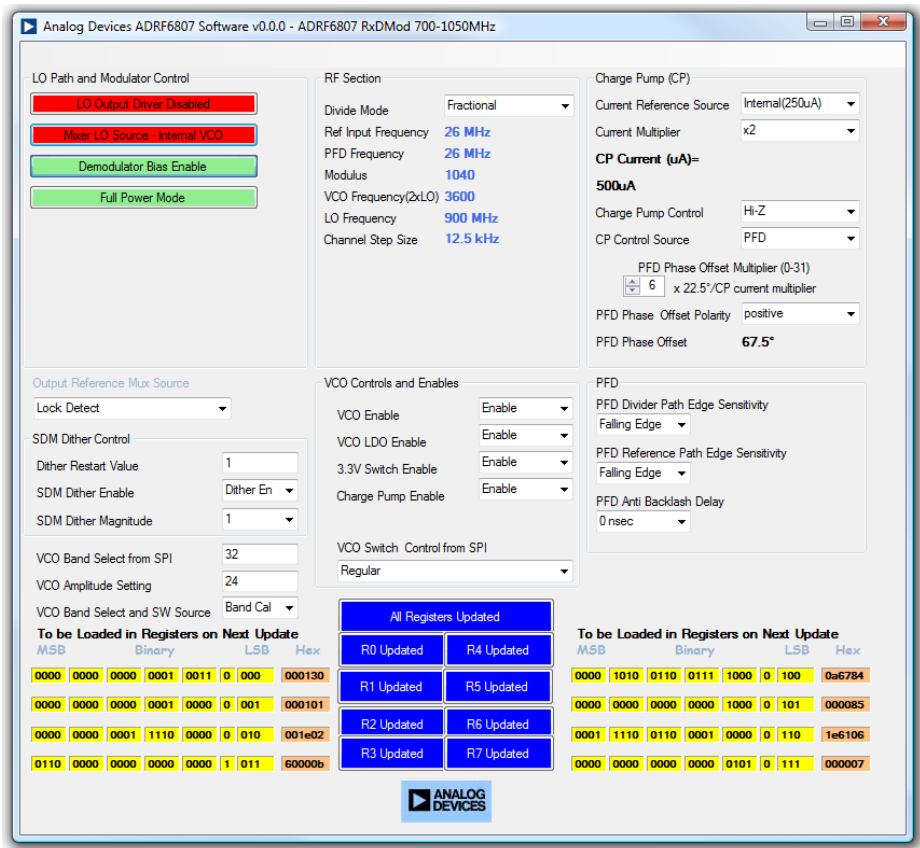 Analog Devices ADRF6807 Software v0.0.0 - ADRF6807 RxDMod 700-1050MHz
LO Path and Modulator Control
LO Output Driver Disabled
Mixer LO Source - Internal VCO
Demodulator Bias Enable
Full Power Mode
RF Section
Divide Mode Fractional
Ref Input Frequency 26 MHz
PFD Frequency 26 MHz
Modulus 1040
VCO Frequency(2xLO) 3600
LO Frequency 900 MHz
Channel Step Size 12.5 kHz
Charge Pump (CP)
Current Reference Source Internal(250uA)
Current Multiplier x2
CP Current (uA)=
500uA
Charge Pump Control Hi-Z
CP Control Source PFD
PFD Phase Offset Multiplier (0-31)
6 x 22.5°/CP current multiplier
PFD Phase Offset Polarity positive
PFD Phase Offset 67.5°
Output Reference Mux Source
Lock Detect
SDM Dither Control
Dither Restart Value 1
SDM Dither Enable Dither En
SDM Dither Magnitude 1
VCO Band Select from SPI 32
VCO Amplitude Setting 24
VCO Band Select and SW Source Band Cal
VCO Controls and Enables
VCO Enable Enable
VCO LDO Enable Enable
3.3V Switch Enable Enable
Charge Pump Enable Enable
VCO Switch Control from SPI
Regular
PFD
PFD Divider Path Edge Sensitivity
Falling Edge
PFD Reference Path Edge Sensitivity
Falling Edge
PFD Anti Backlash Delay
0 nsec
To be Loaded in Registers on Next Update
MSB Binary LSB Hex
0000 0000 0000 0001 0011 0 000 000130
0000 0000 0000 0001 0000 0 001 000101
0000 0000 0001 1110 0000 0 010 001e02
0110 0000 0000 0000 0000 1 011 60000b
All Registers Updated
R0 Updated R4 Updated
R1 Updated R5 Updated
R2 Updated R6 Updated
R3 Updated R7 Updated
To be Loaded in Registers on Next Update
MSB Binary LSB Hex
0000 1010 0110 0111 1000 0 100 0a6784
0000 0000 0000 0000 1000 0 101 000085
0001 1110 0110 0001 0000 0 110 1e6106
0000 0000 0000 0000 0101 0 111 000007
ANALOG
DEVICES